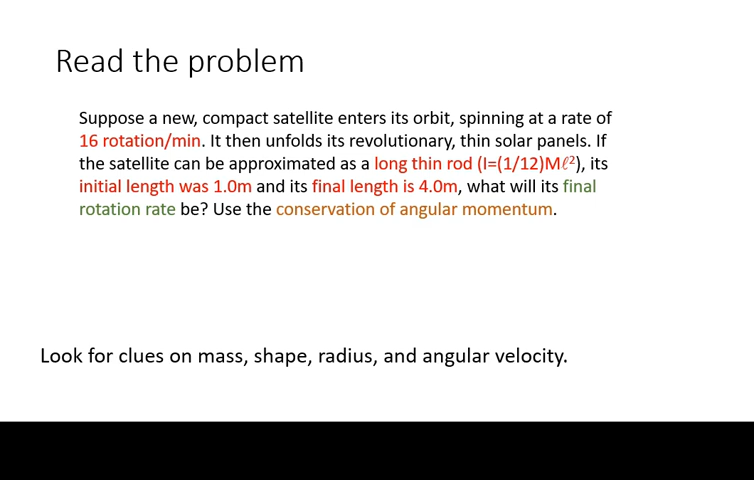 Read the problem
Suppose a new, compact satellite enters its orbit, spinning at a rate of
16 rotation/min. It then unfolds its revolutionary, thin solar panels. If
the satellite can be approximated as a long thin rod (I=(1/12)Mℓ²), its
initial length was 1.0m and its final length is 4.0m, what will its final
rotation rate be? Use the conservation of angular momentum.
Look for clues on mass, shape, radius, and angular velocity.